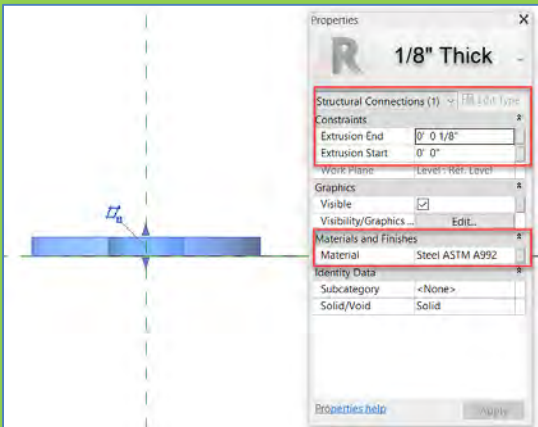 Properties X
R
1/8" Thick
Structural Connections (1) Edit Type
Constraints
Extrusion End 0' 0 1/8"
Extrusion Start 0' 0"
Work Plane Level : Ref. Level
Graphics
Visible
Visibility/Graphics ... Edit...
Materials and Finishes
Material Steel ASTM A992
Identity Data
Subcategory <None>
Solid/Void Solid
Properties help Apply